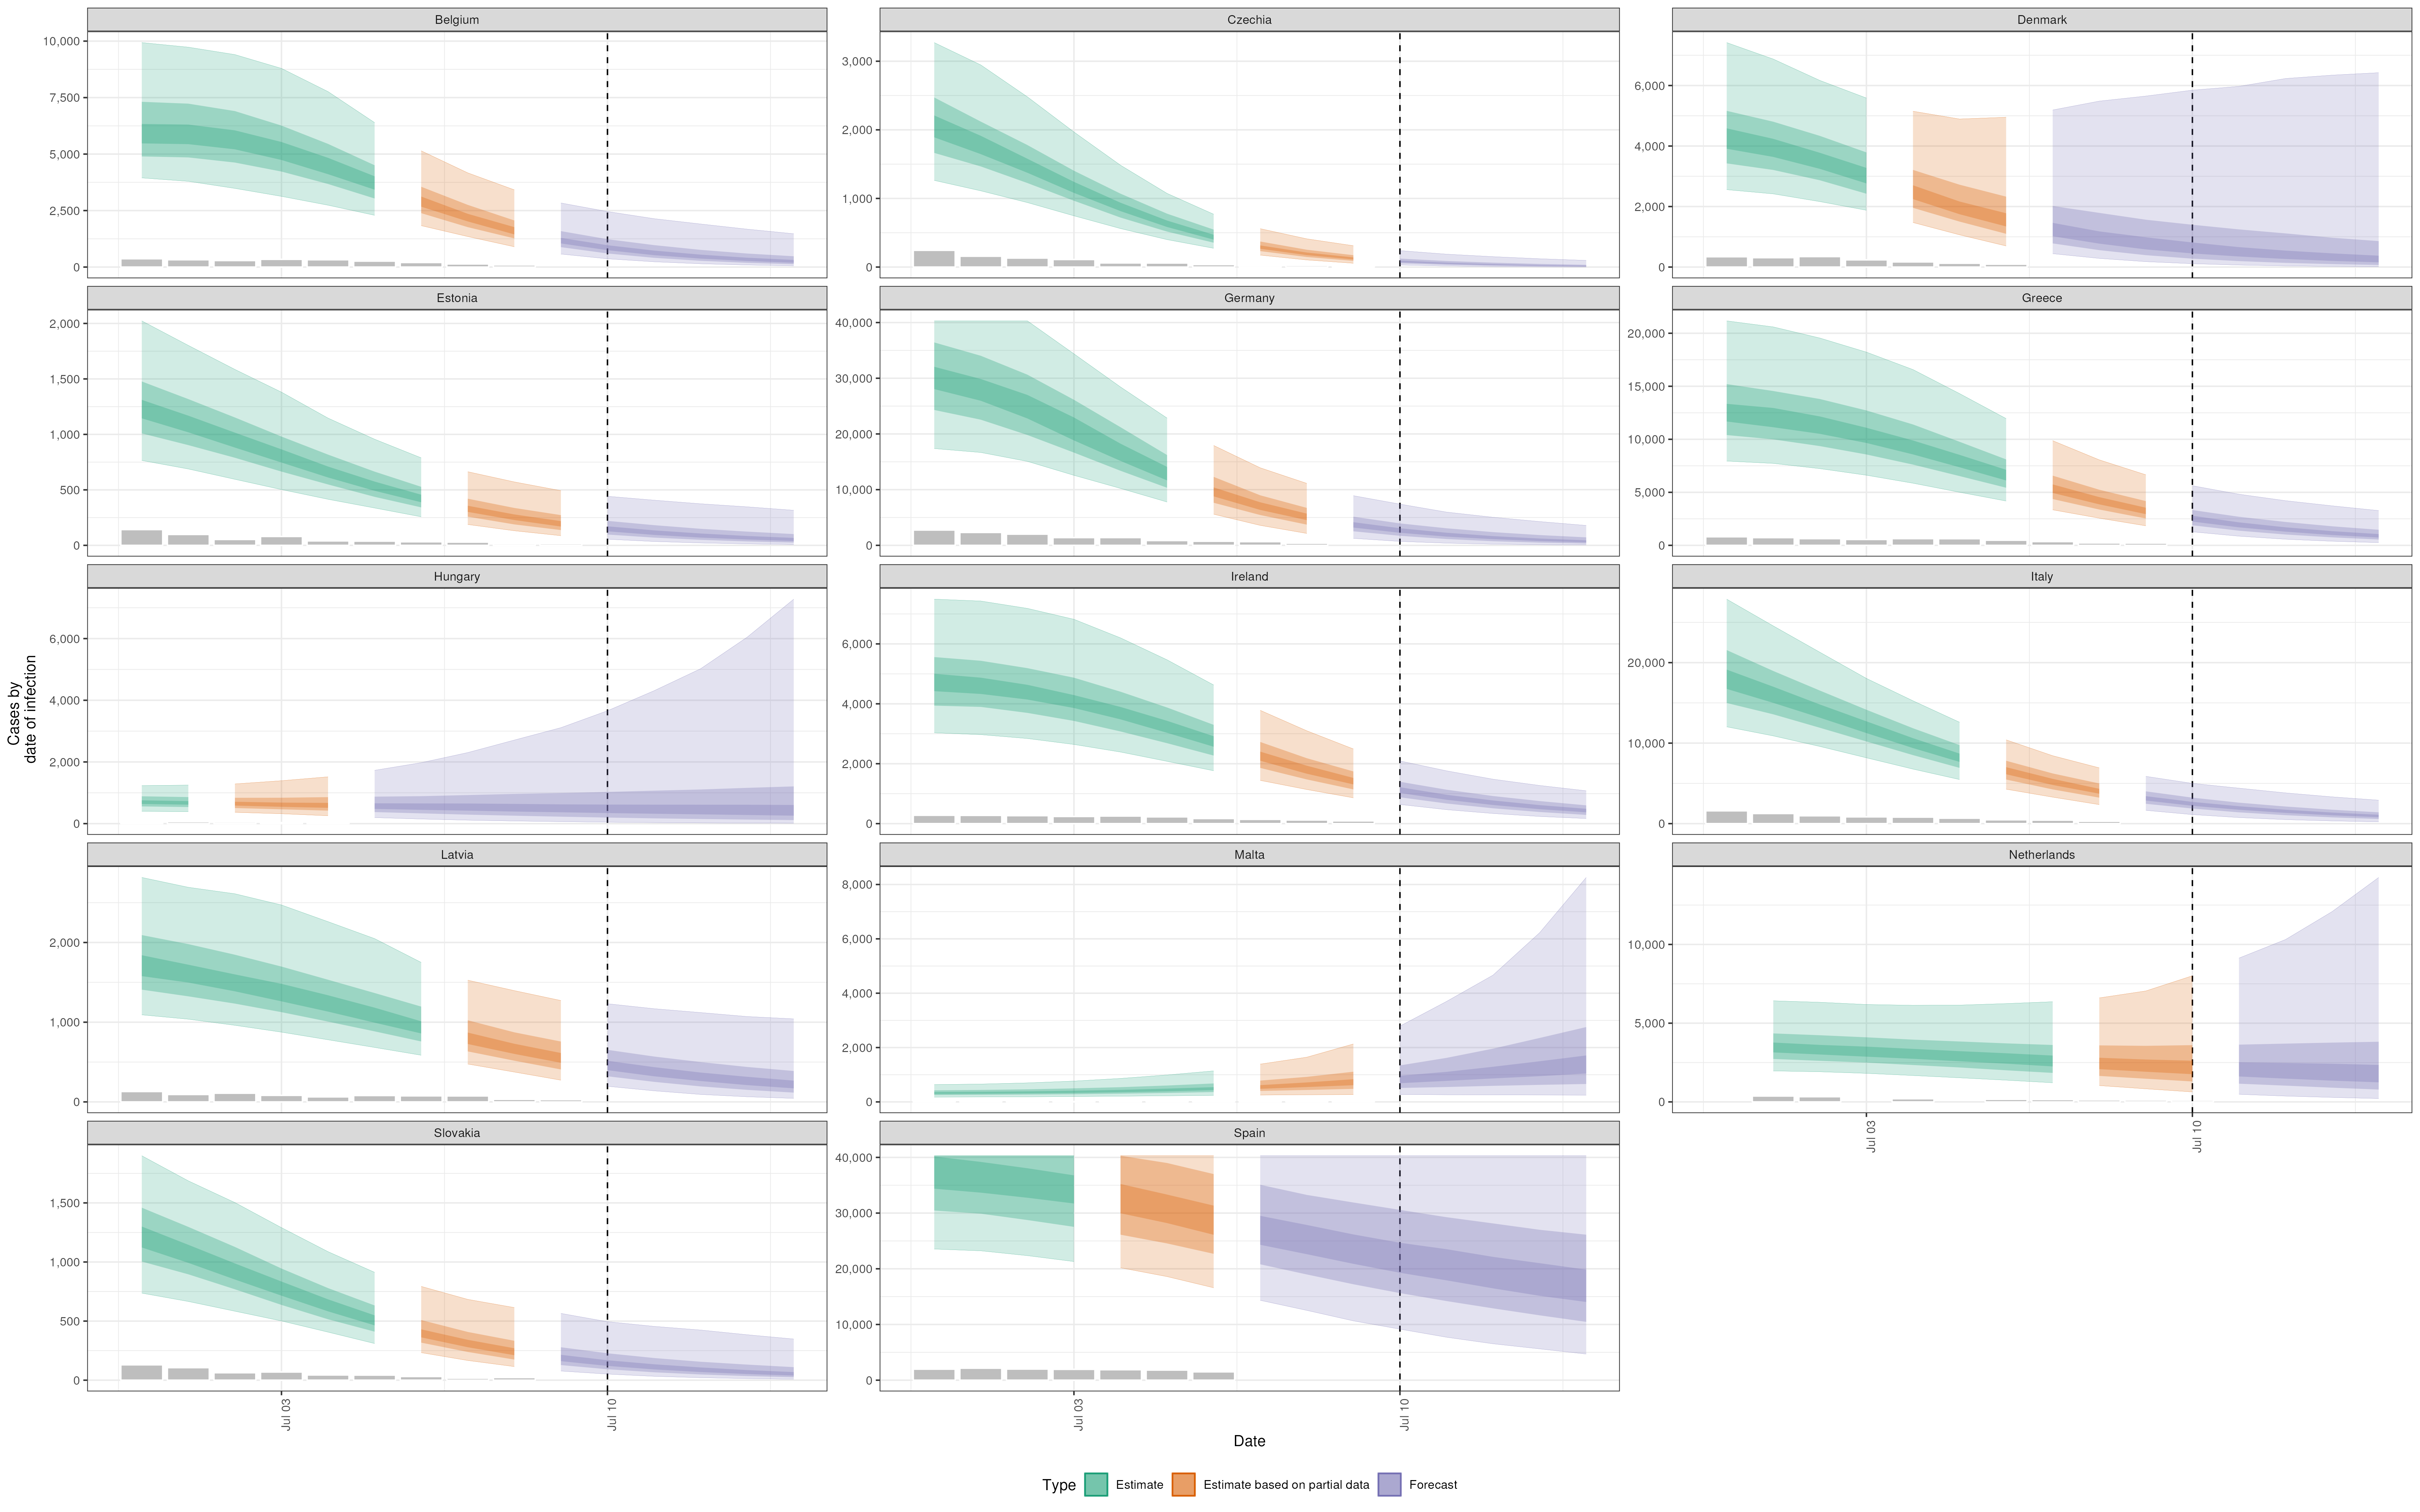 Belgium
Czechia
Denmark
10,000
7,500
5,000
2,500
0
3,000
2,000
1,000
0
6,000
4,000
2,000
0
Estonia
Germany
Greece
2,000
1,500
1,000
500
0
40,000
30,000
20,000
10,000
0
20,000
15,000
10,000
5,000
0
Hungary
Ireland
Italy
6,000
4,000
2,000
0
6,000
4,000
2,000
0
20,000
10,000
0
Cases by
date of infection
Latvia
Malta
Netherlands
2,000
1,000
0
8,000
6,000
4,000
2,000
0
10,000
5,000
0
Jul 03
Jul 10
Slovakia
Spain
1,500
1,000
500
0
40,000
30,000
20,000
10,000
0
Jul 03
Jul 10
Jul 03
Jul 10
Date
Type
Estimate
Estimate based on partial data
Forecast